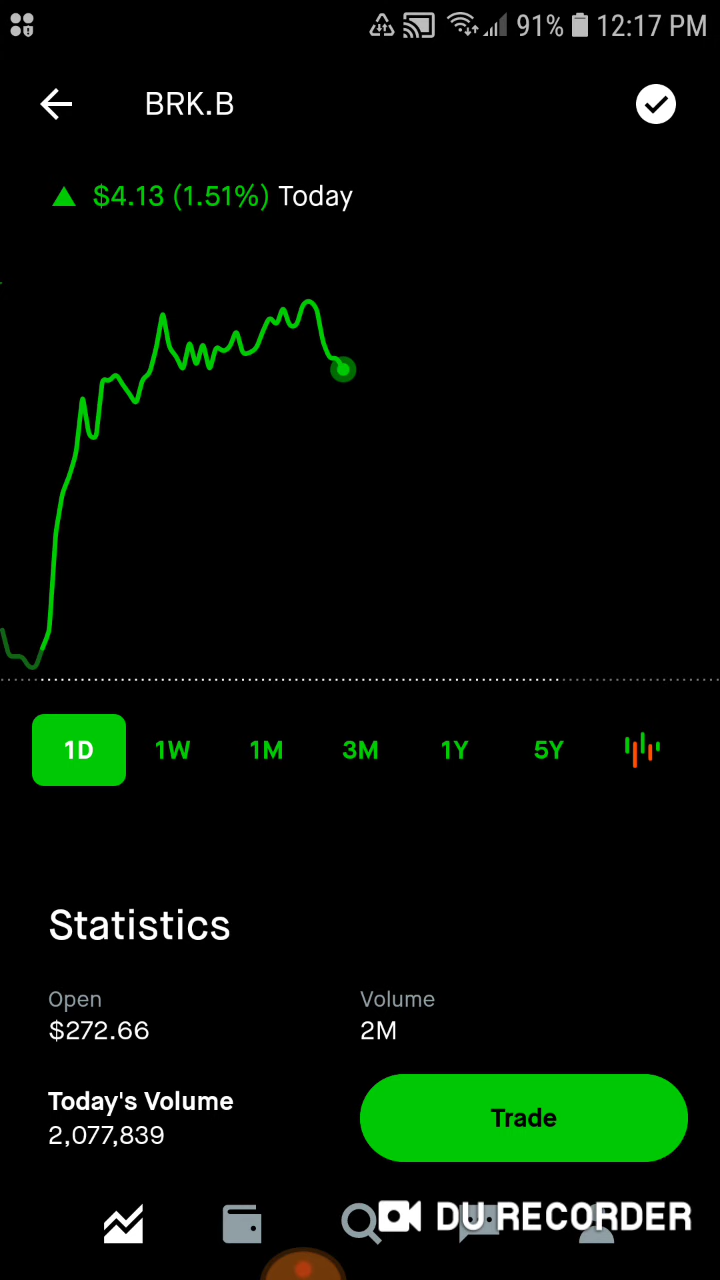 91% 12:17 PM
BRK.B
$4.13 (1.51%) Today
1D 1W 1M 3M 1Y 5Y
Statistics
Open Volume
$272.66 2M
Today's Volume
2,077,839
Trade
DU RECORDER